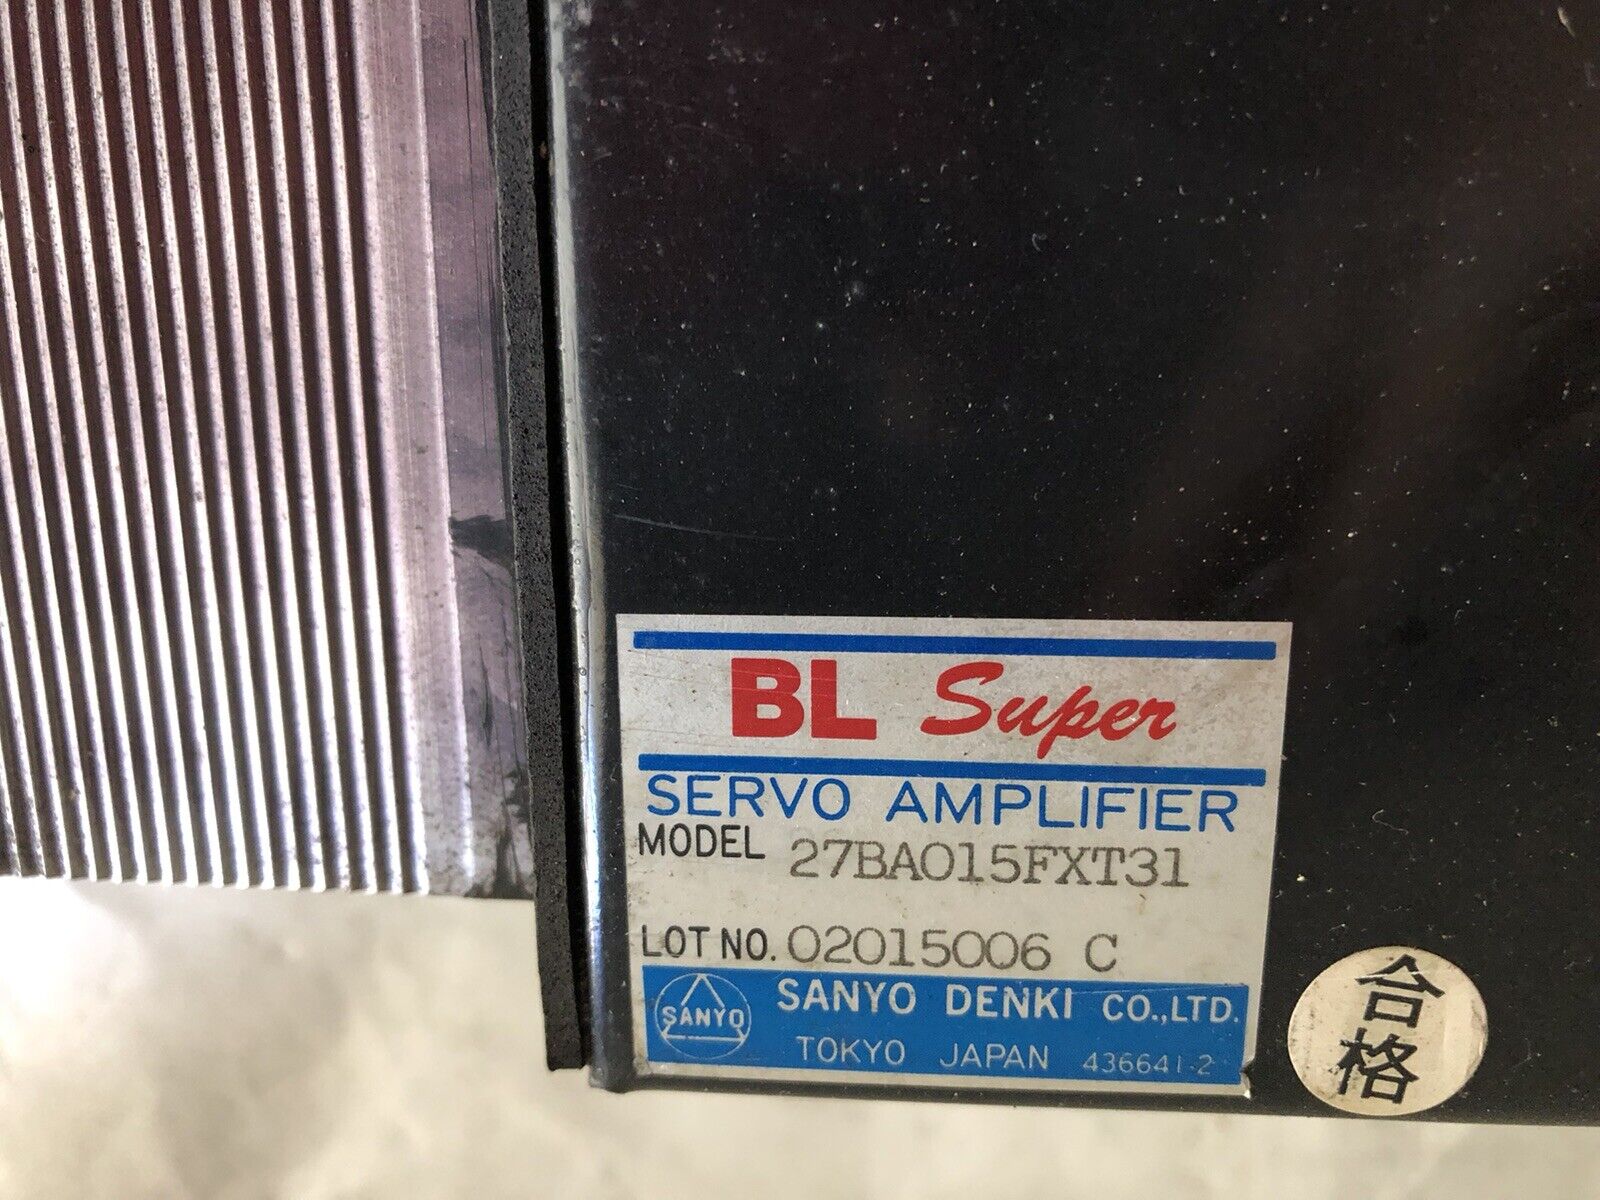 BL Super
SERVO AMPLIFIER
MODEL 27BA015FXT31
LOT NO. 02015006 C
SANYO
SANYO DENKI CO.,LTD.
TOKYO JAPAN 436641-2
合格